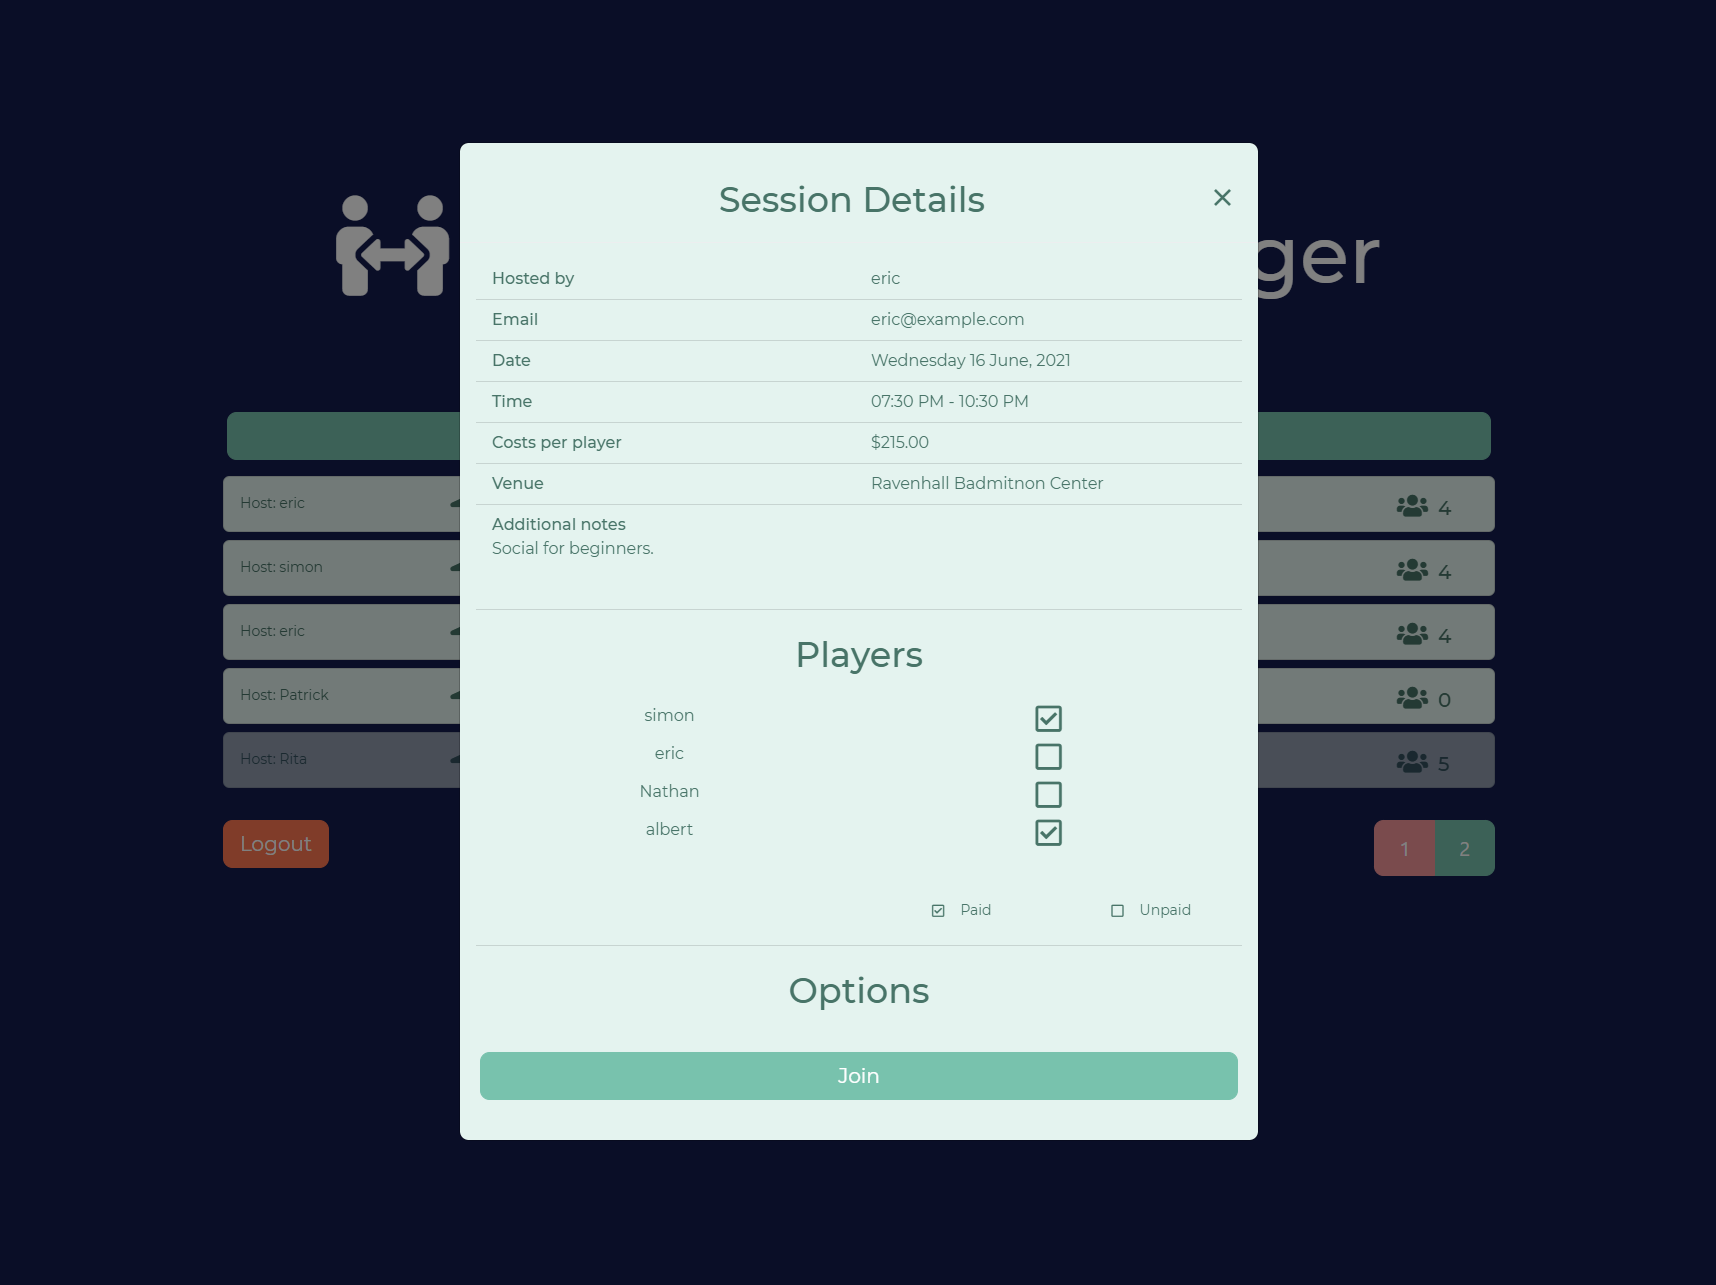 Session Details
ger
Hosted by eric
Email eric@example.com
Date Wednesday 16 June, 2021
Time 07:30 PM - 10:30 PM
Costs per player $215.00
Venue Ravenhall Badmitnon Center
Additional notes
Social for beginners.
Host: eric 4
Host: simon 4
Host: eric 4
Host: Patrick 0
Host: Rita 5
Players
simon
eric
Nathan
albert
Logout
1 2
Paid Unpaid
Options
Join